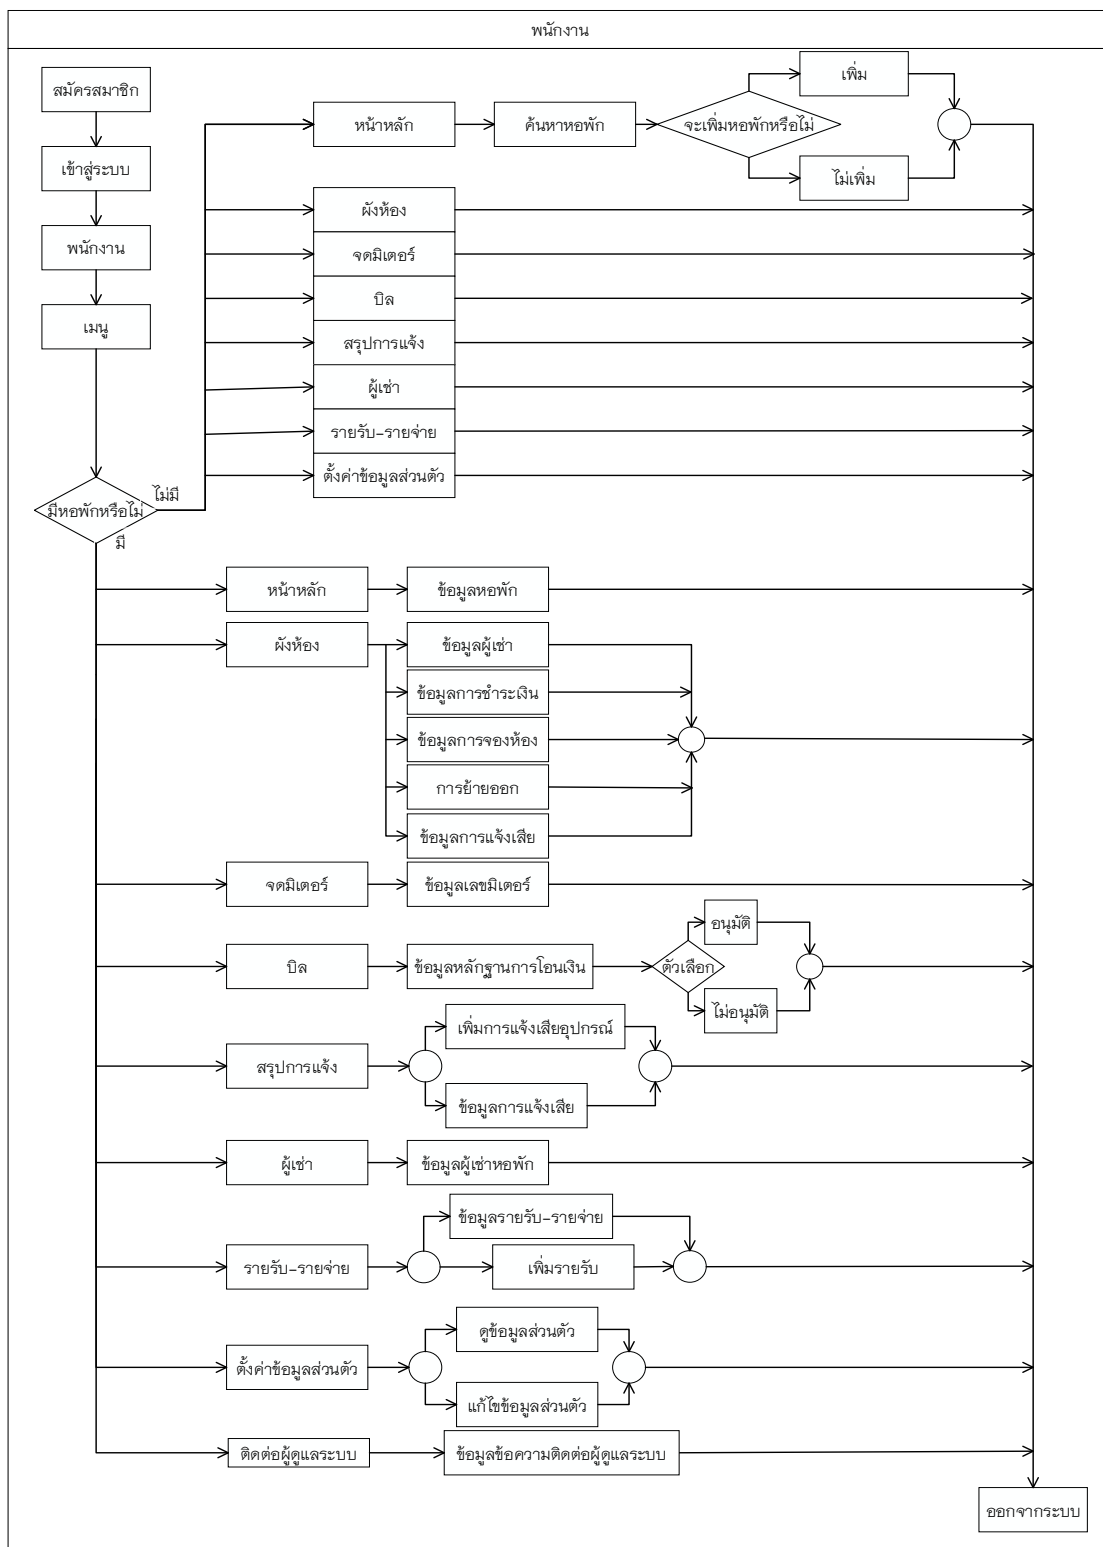 พนักงาน
สมัครสมาชิก
เข้าสู่ระบบ
พนักงาน
เมนู
มีหอพักหรือไม่
ไม่มี
มี
หน้าหลัก
ค้นหาหอพัก
จะเพิ่มหอพักหรือไม่
เพิ่ม
ไม่เพิ่ม
ผังห้อง
จดมิเตอร์
บิล
สรุปการแจ้ง
ผู้เช่า
รายรับ-รายจ่าย
ตั้งค่าข้อมูลส่วนตัว
หน้าหลัก
ข้อมูลหอพัก
ผังห้อง
ข้อมูลผู้เช่า
ข้อมูลการชำระเงิน
ข้อมูลการจองห้อง
การย้ายออก
ข้อมูลการแจ้งเสีย
จดมิเตอร์
ข้อมูลเลขมิเตอร์
บิล
ข้อมูลหลักฐานการโอนเงิน
ตัวเลือก
อนุมัติ
ไม่อนุมัติ
สรุปการแจ้ง
เพิ่มการแจ้งเสียอุปกรณ์
ข้อมูลการแจ้งเสีย
ผู้เช่า
ข้อมูลผู้เช่าหอพัก
รายรับ-รายจ่าย
ข้อมูลรายรับ-รายจ่าย
เพิ่มรายรับ
ตั้งค่าข้อมูลส่วนตัว
ดูข้อมูลส่วนตัว
แก้ไขข้อมูลส่วนตัว
ติดต่อผู้ดูแลระบบ
ข้อมูลข้อความติดต่อผู้ดูแลระบบ
ออกจากระบบ